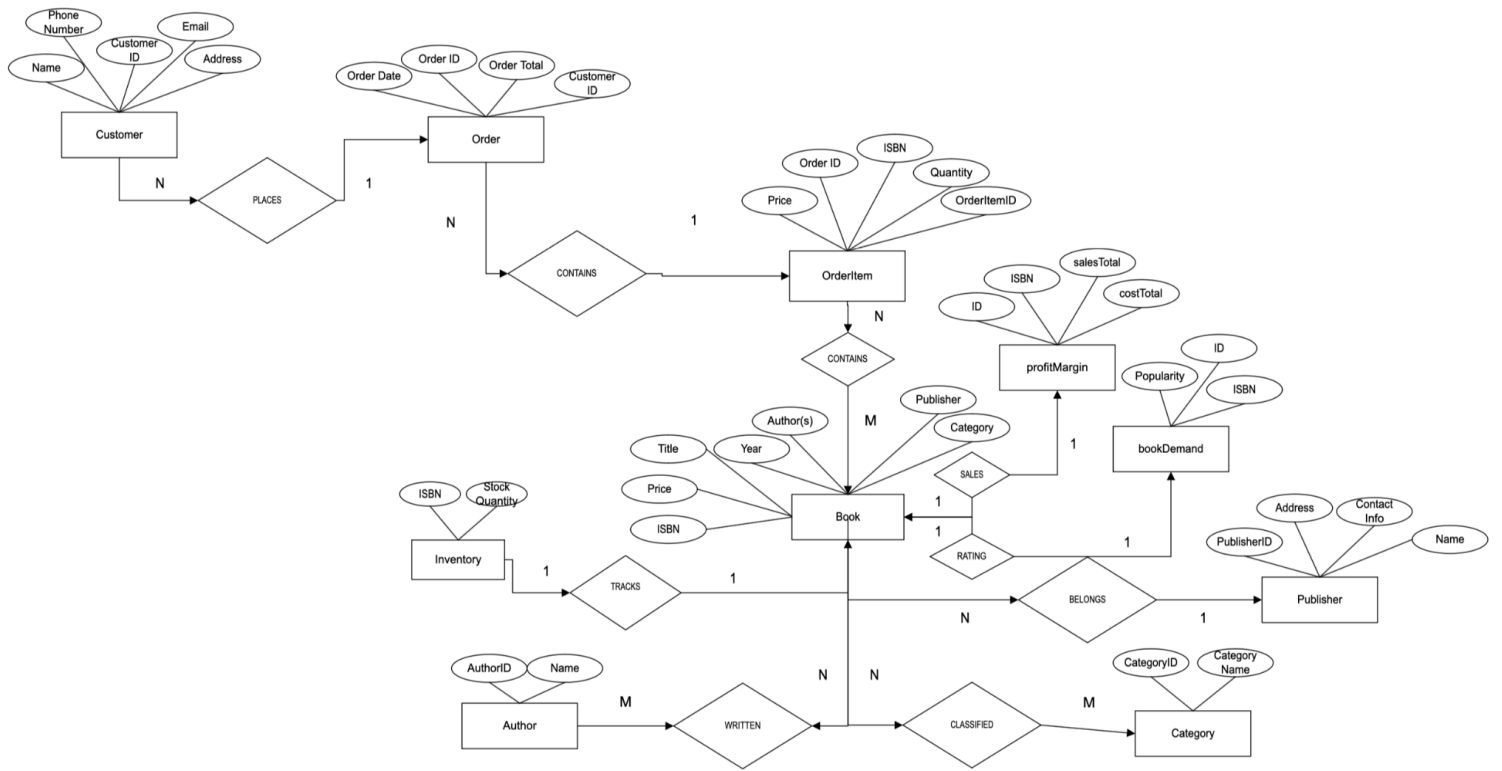 Phone
Number
Email
Customer
ID
Name
Address
Order Date
Order ID
Order Total
Customer
ID
Customer
Order
N
PLACES
1
N
CONTAINS
1
Price
Order ID
ISBN
Quantity
OrderItemID
OrderItem
N
CONTAINS
M
ID
ISBN
salesTotal
costTotal
profitMargin
1
Popularity
ID
ISBN
bookDemand
Title
Year
Author(s)
Publisher
Category
Price
ISBN
Book
SALES
1
1
RATING
1
ISBN
Stock
Quantity
Inventory
1
TRACKS
1
PublisherID
Address
Contact
Info
Name
Publisher
N
BELONGS
1
AuthorID
Name
Author
M
WRITTEN
N
N
CLASSIFIED
M
CategoryID
Category
Name
Category